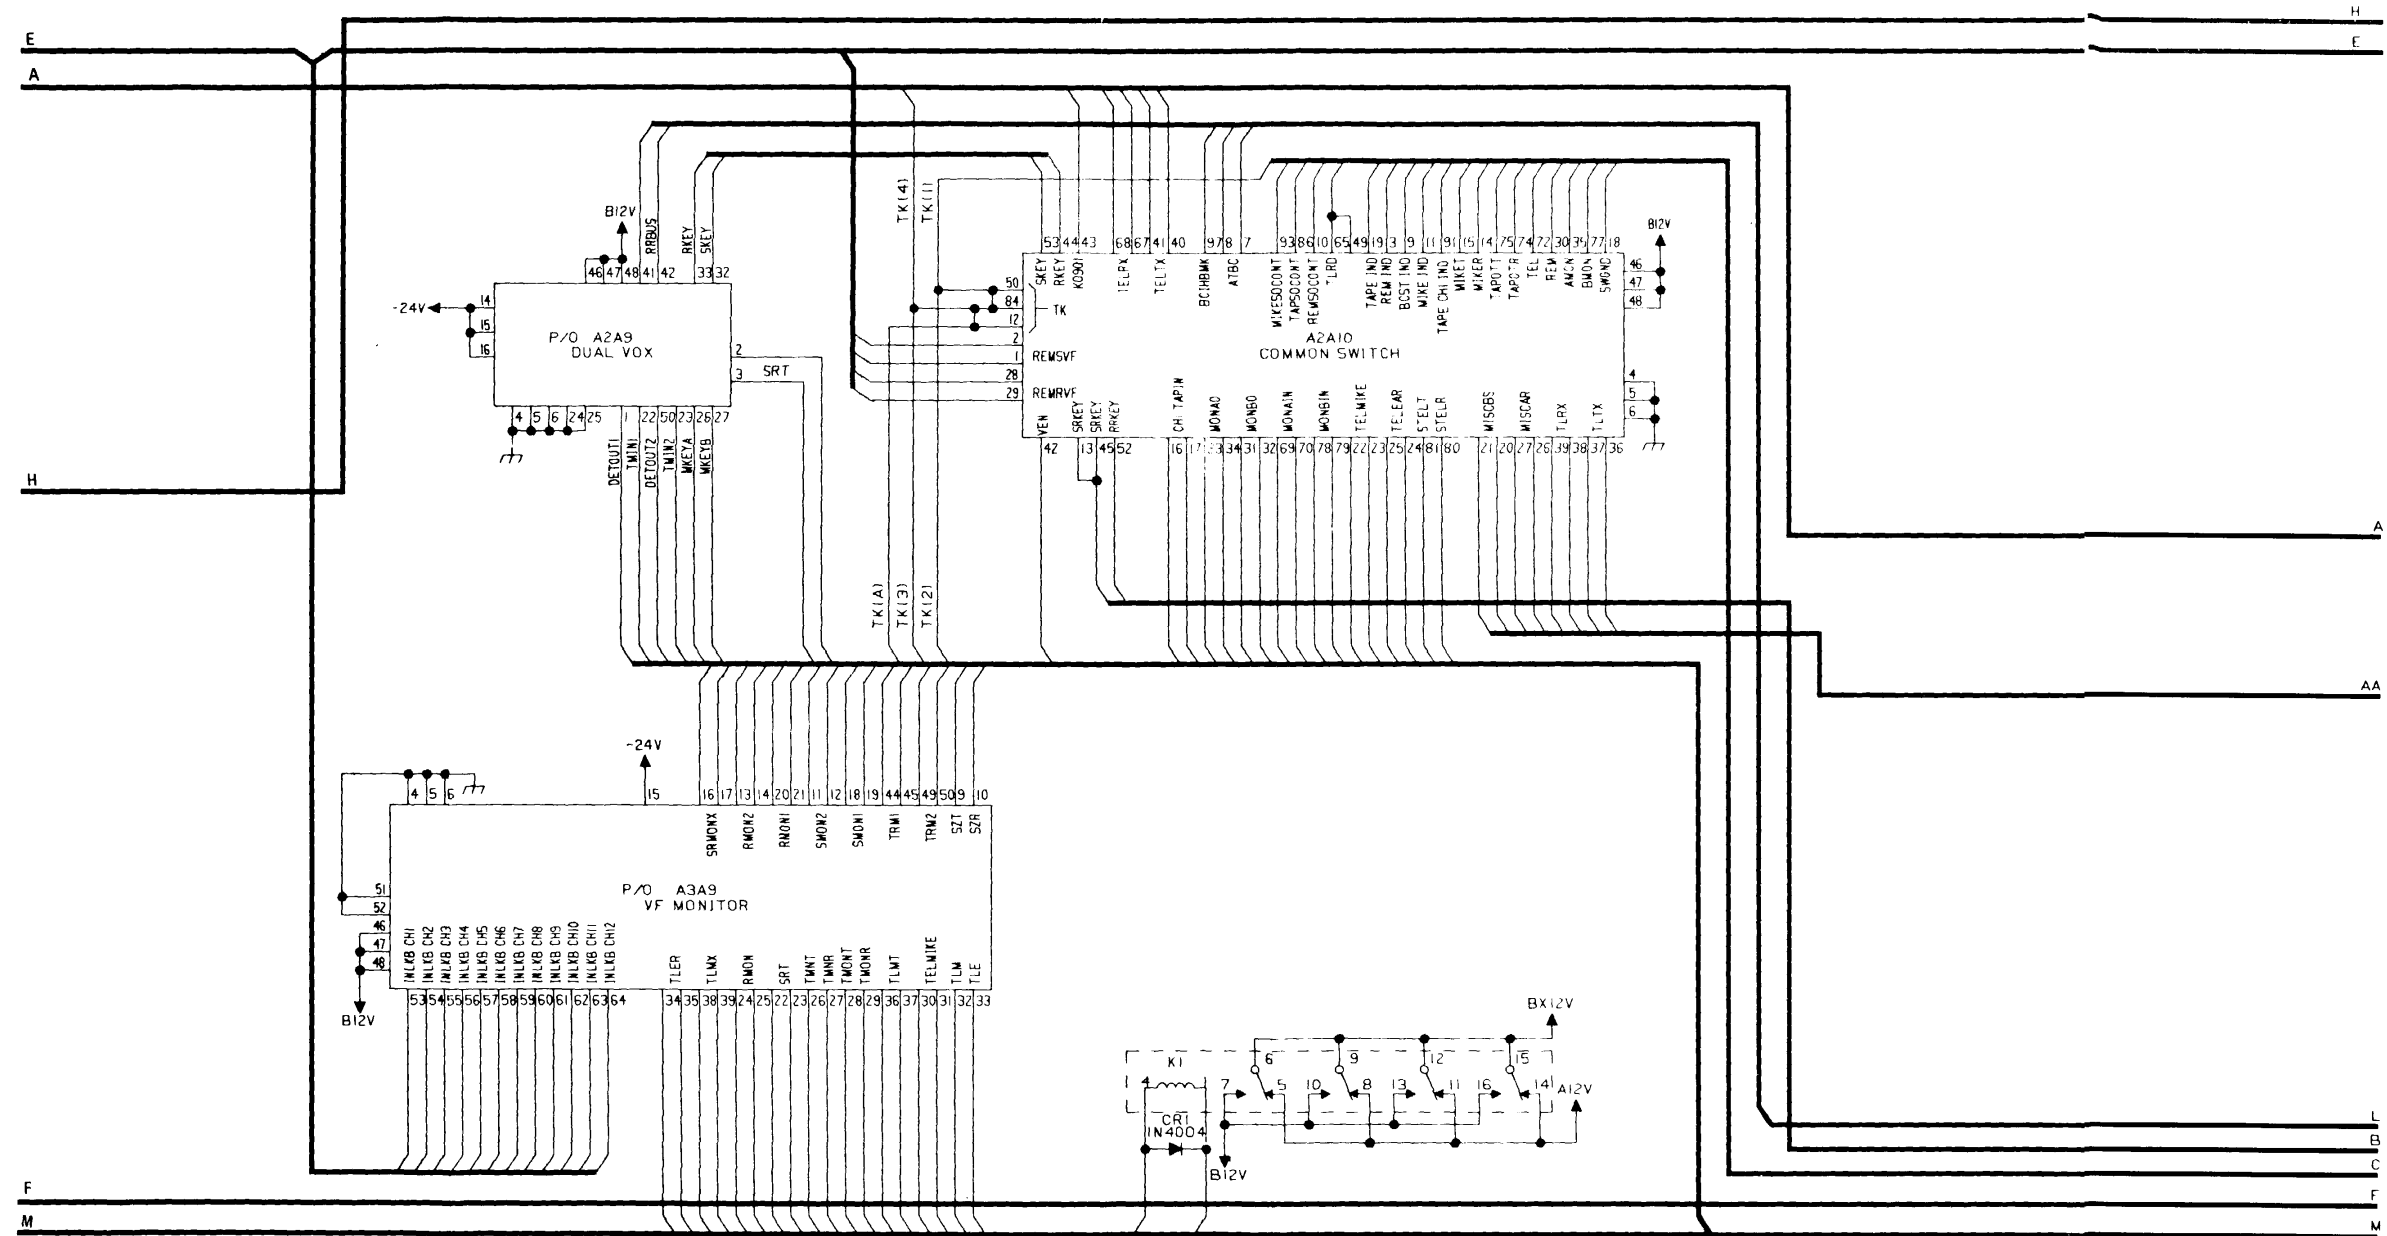 H
E
E
A
TK(4)
TK(1)
B12V
RRBUS
RKEY
SKEY
46 47 48 41 42 33 32
-24V
14
15
16
P/O A2A9
DUAL VOX
2
3
SRT
4 5 6 24 25
1 22 50 23 26 27
DETOUT1
TMIN1
DETOUT2
TMIN2
MKEYA
MKEYB
53 44 43 68 67 41 40 97 8 7 93 86 10 65 49 19 3 9 11 91 15 14 75 74 72 30 35 77 18
SKEY
RKEY
K0901
TELRX
TELTX
BC1HBMK
ATBC
MIKESOCONT
TAPSOCONT
REMSOCONT
TLRD
TAPE IND
REM IND
BCST IND
MIKE IND
TAPE CH1 IND
MIKET
MIKER
TAPOTT
TAPOTR
TEL
REM
AMON
BMON
SWGND
B12V
46
47
48
50
84
12
TK
2
1 REMSVF
28
29 REMRVF
A2A10
COMMON SWITCH
4
5
6
VEN
SRKEY
SRKEY
RRKEY
CH1 TAPIN
MONAO
MONBO
MONAIN
MONBIN
TELMIKE
TELEAR
STELT
STELR
MISCBS
MISCAR
TLRX
TLTX
42 13 45 52 16 17 33 34 31 32 69 70 78 79 22 23 25 24 81 80 21 20 27 26 39 38 37 36
H
A
TK(A)
TK(3)
TK(2)
AA
-24V
4 5 6
15
16 17 13 14 20 21 11 12 18 19 44 45 49 50 9 10
SRMONX
RMON2
RMON1
SMON2
SMON1
TRM1
TRM2
SZT
SZR
P/O A3A9
VF MONITOR
51
52
46
47
48
B12V
INLKB CH1
INLKB CH2
INLKB CH3
INLKB CH4
INLKB CH5
INLKB CH6
INLKB CH7
INLKB CH8
INLKB CH9
INLKB CH10
INLKB CH11
INLKB CH12
TLER
TLMX
RMON
SRT
TMNT
TMNR
TMONT
TMONR
TLMT
TELMIKE
TLM
TLE
53 54 55 56 57 58 59 60 61 62 63 64
34 35 38 39 24 25 22 23 26 27 28 29 36 37 30 31 32 33
BX12V
K1
6 9 12 15
4 7 5 10 8 13 11 16 14 A12V
CR1
1N4004
B12V
L
B
C
F
F
M
M